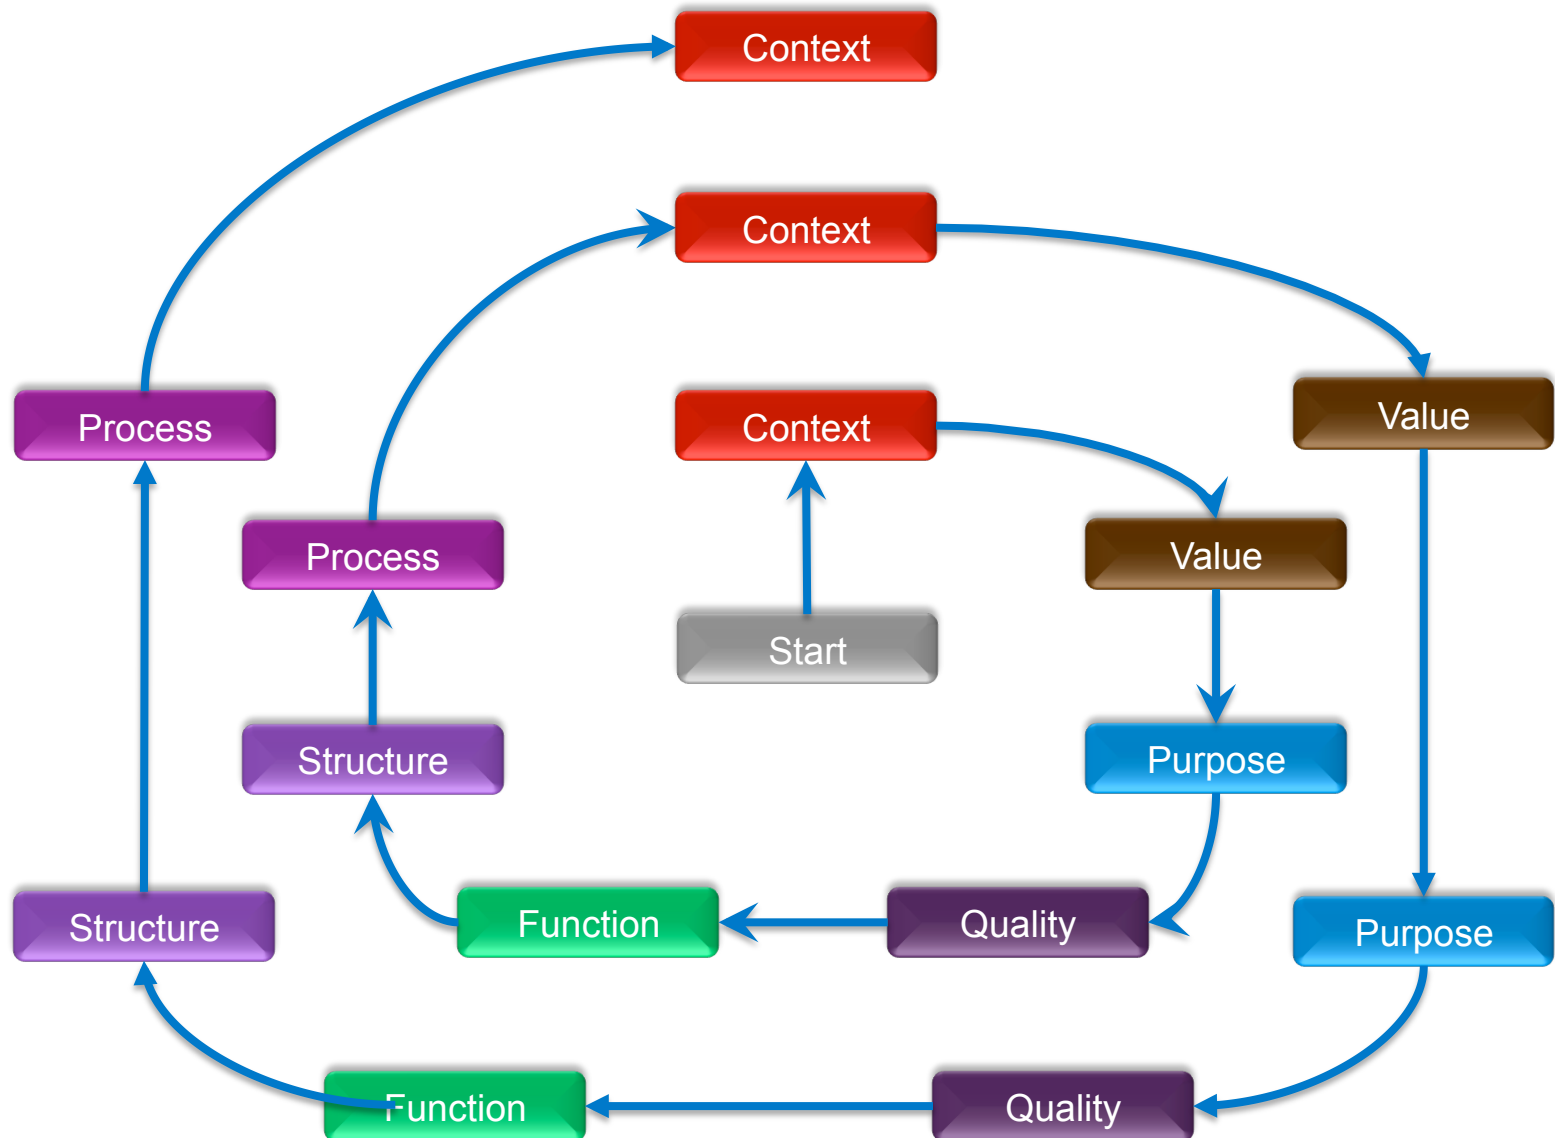 Context
Context
Value
Process
Context
Value
Process
Start
Structure
Purpose
Function
Quality
Structure
Purpose
Function
Quality